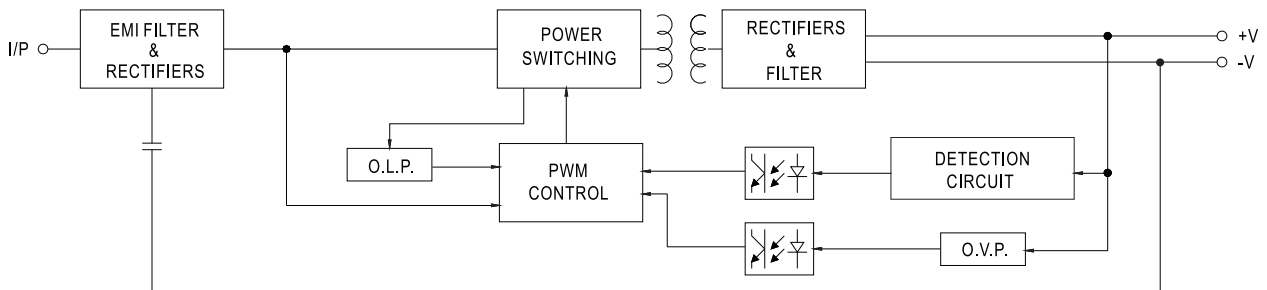 I/P
EMI FILTER
&
RECTIFIERS
POWER
SWITCHING
RECTIFIERS
&
FILTER
+V
-V
O.L.P.
PWM
CONTROL
DETECTION
CIRCUIT
O.V.P.